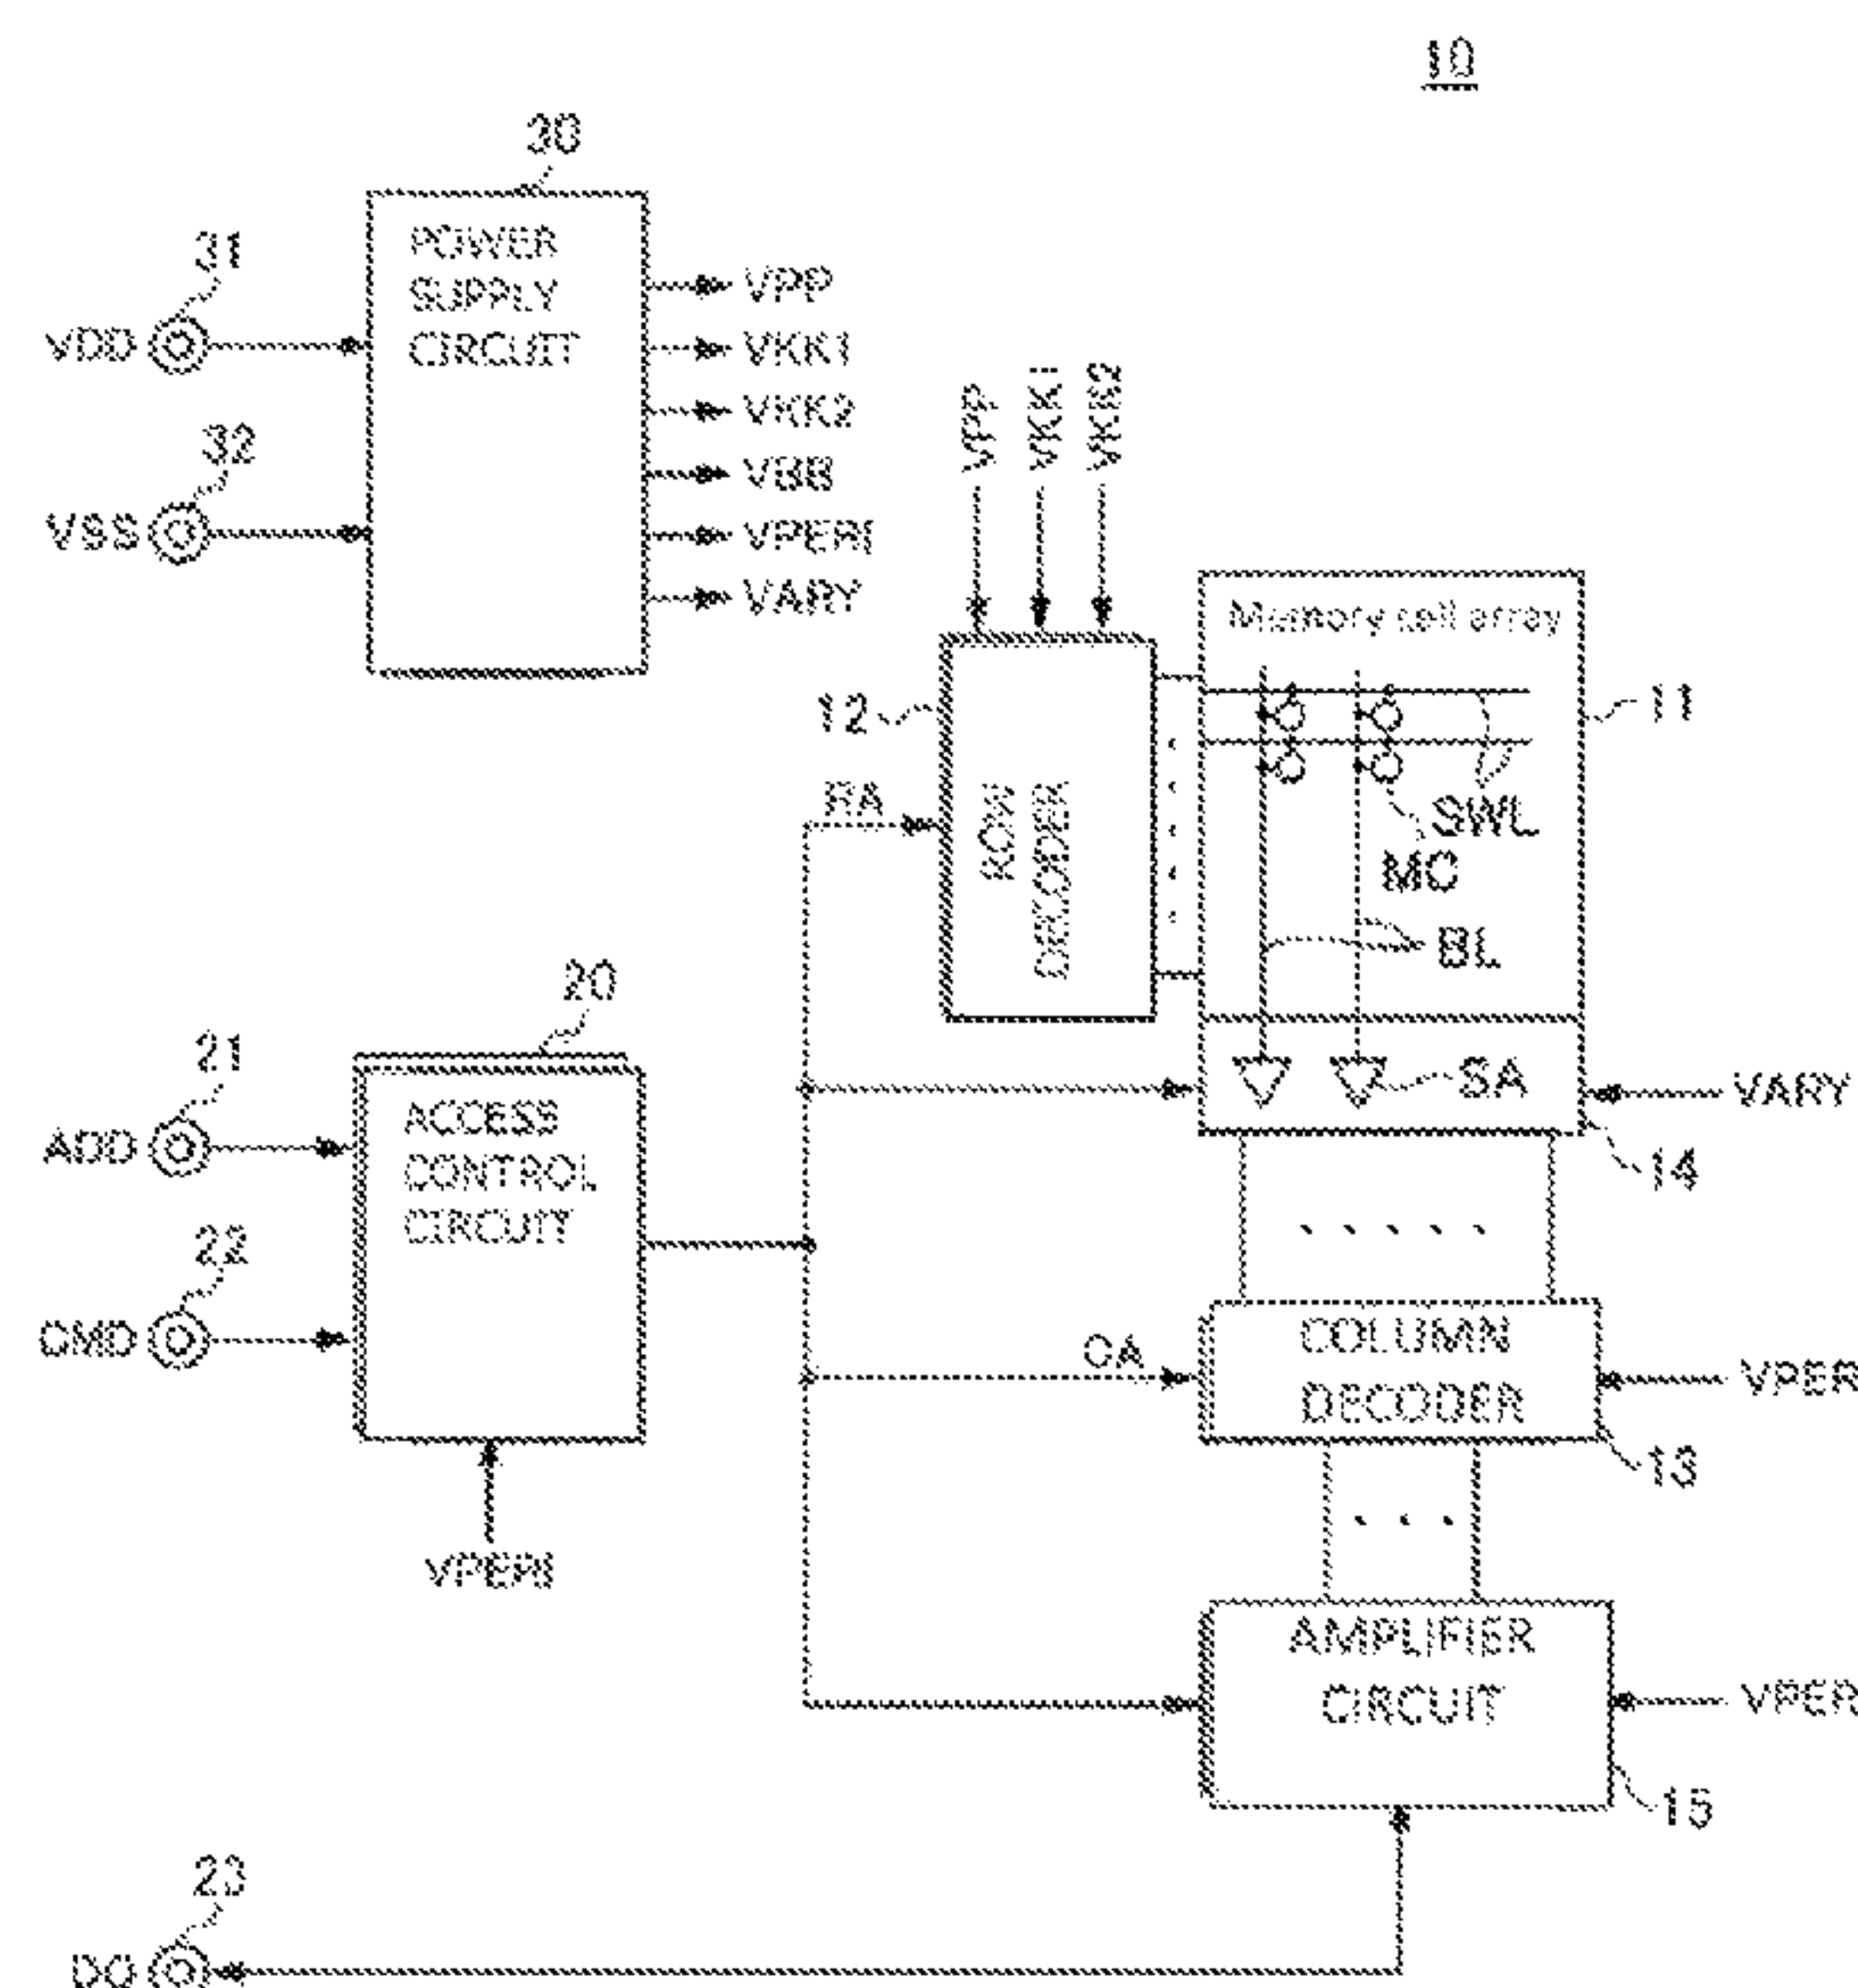 10
30
POWER
SUPPLY
CIRCUIT
31
VDD
32
VSS
VPP
VKK1
VKK2
VBB
VPERI
VARY
VPP
VKK1
VKK2
Memory cell array
12
11
RA
ROW
DECODER
SWL
MC
BL
20
21
ADD
ACCESS
CONTROL
CIRCUIT
22
CMD
VPERI
SA
VARY
14
CA
COLUMN
DECODER
VPER
13
AMPLIFIER
CIRCUIT
VPER
15
23
DQ